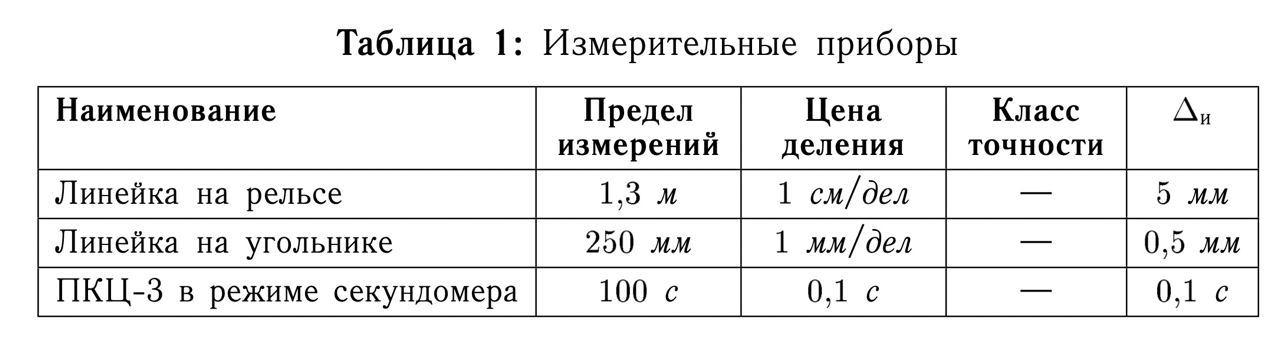 Таблица 1: Измерительные приборы
Наименование Предел измерений Цена деления Класс точности Δи
Линейка на рельсе 1,3 м 1 см/дел — 5 мм
Линейка на угольнике 250 мм 1 мм/дел — 0,5 мм
ПКЦ-3 в режиме секундомера 100 с 0,1 с — 0,1 с